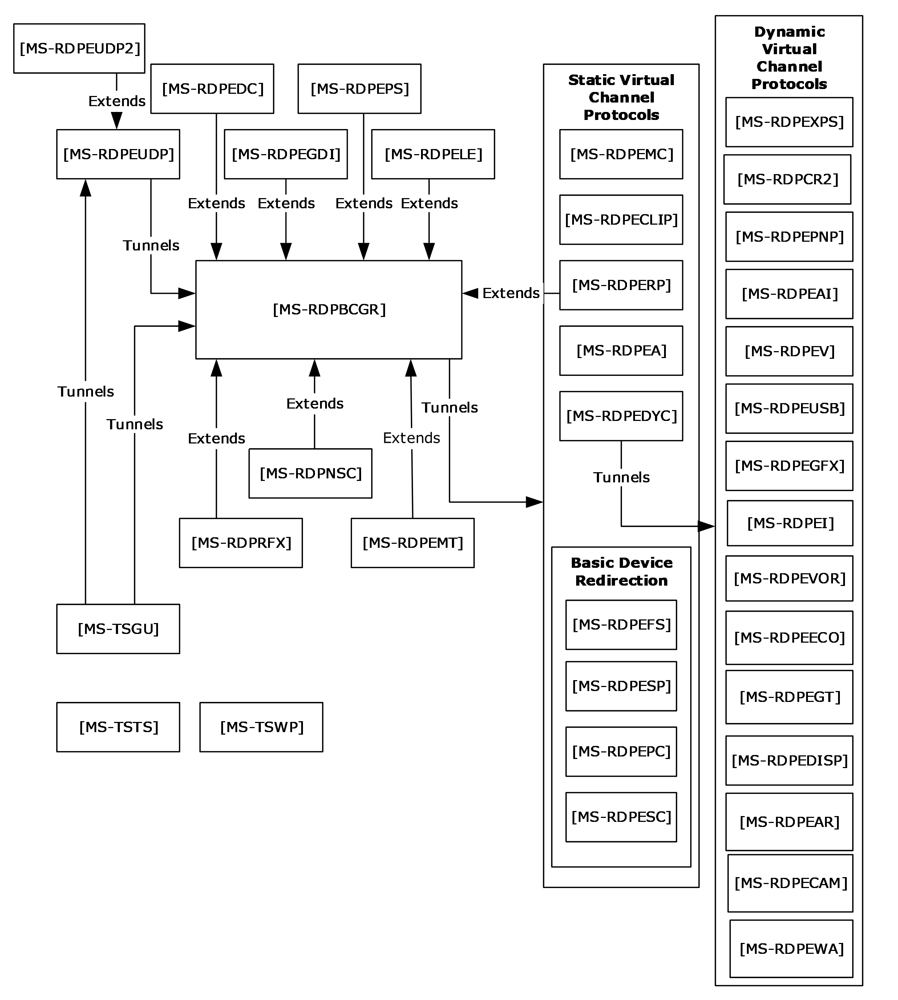 [MS-RDPEUDP2]
Extends
[MS-RDPEDC]
[MS-RDPEPS]
[MS-RDPEUDP]
[MS-RDPEGDI]
[MS-RDPELE]
Extends
Extends
Extends
Extends
Tunnels
[MS-RDPBCGR]
Extends
Tunnels
Tunnels
Extends
Extends
Extends
Tunnels
[MS-RDPNSC]
[MS-RDPRFX]
[MS-RDPEMT]
[MS-TSGU]
[MS-TSTS]
[MS-TSWP]
Static Virtual
Channel
Protocols
[MS-RDPEMC]
[MS-RDPECLIP]
[MS-RDPERP]
[MS-RDPEA]
[MS-RDPEDYC]
Tunnels
Basic Device
Redirection
[MS-RDPEFS]
[MS-RDPESP]
[MS-RDPEPC]
[MS-RDPESC]
Dynamic
Virtual
Channel
Protocols
[MS-RDPEXPS]
[MS-RDPCR2]
[MS-RDPEPNP]
[MS-RDPEAI]
[MS-RDPEV]
[MS-RDPEUSB]
[MS-RDPEGFX]
[MS-RDPEI]
[MS-RDPEVOR]
[MS-RDPEECO]
[MS-RDPEGT]
[MS-RDPEDISP]
[MS-RDPEAR]
[MS-RDPECAM]
[MS-RDPEWA]